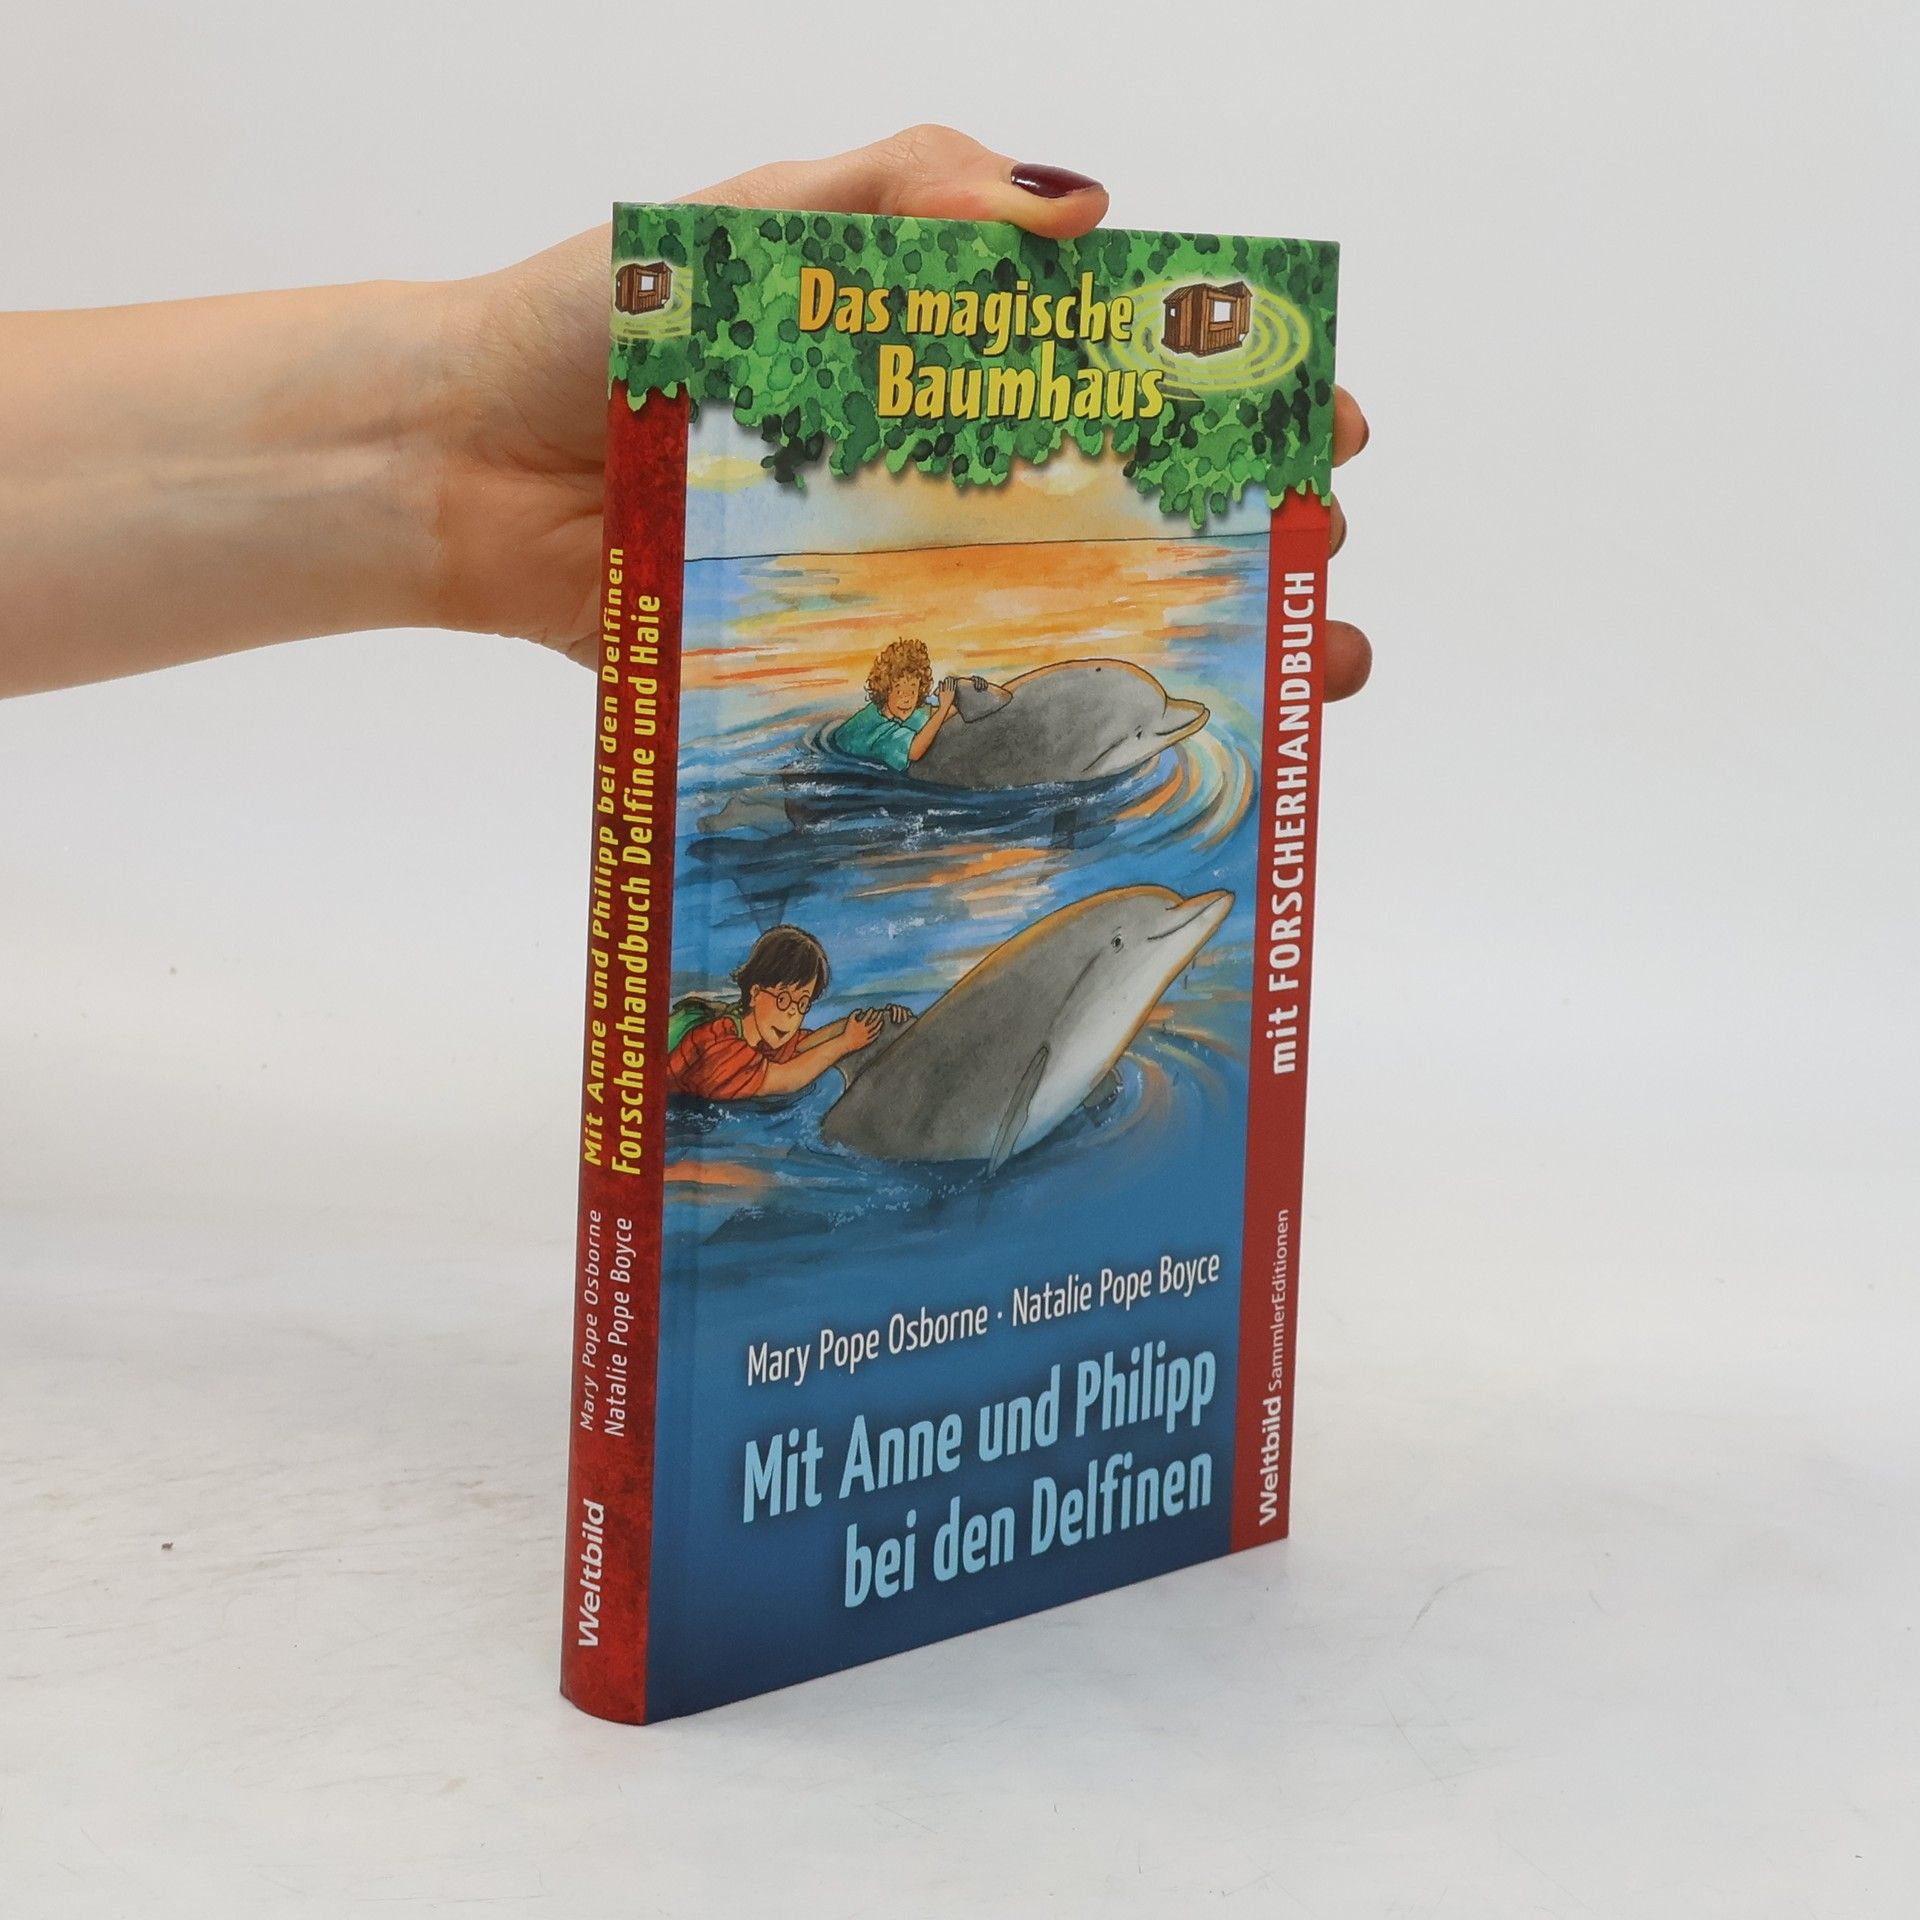 Das magische
Baumhaus
mit FORSCHERHANDBUCH
Mary Pope Osborne · Natalie Pope Boyce
Mit Anne und Philipp
bei den Delfinen
Weltbild SammlerEditionen
Mary Pope Osborne Mit Anne und Philipp bei den Delfinen
Natalie Pope Boyce Forscherhandbuch Delfine und Haie
Weltbild